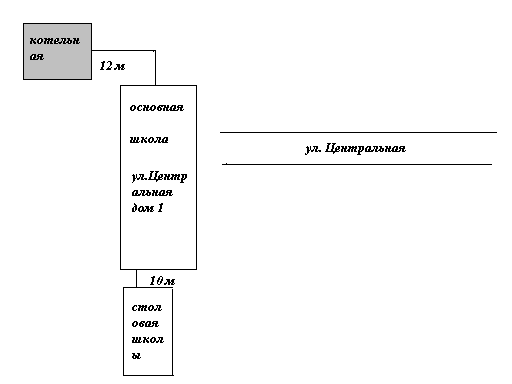 котельн
ая
12 м
основная
школа
ул. Центральная
ул.Центр
альная
дом 1
10 м
стол
овая
школ
ы